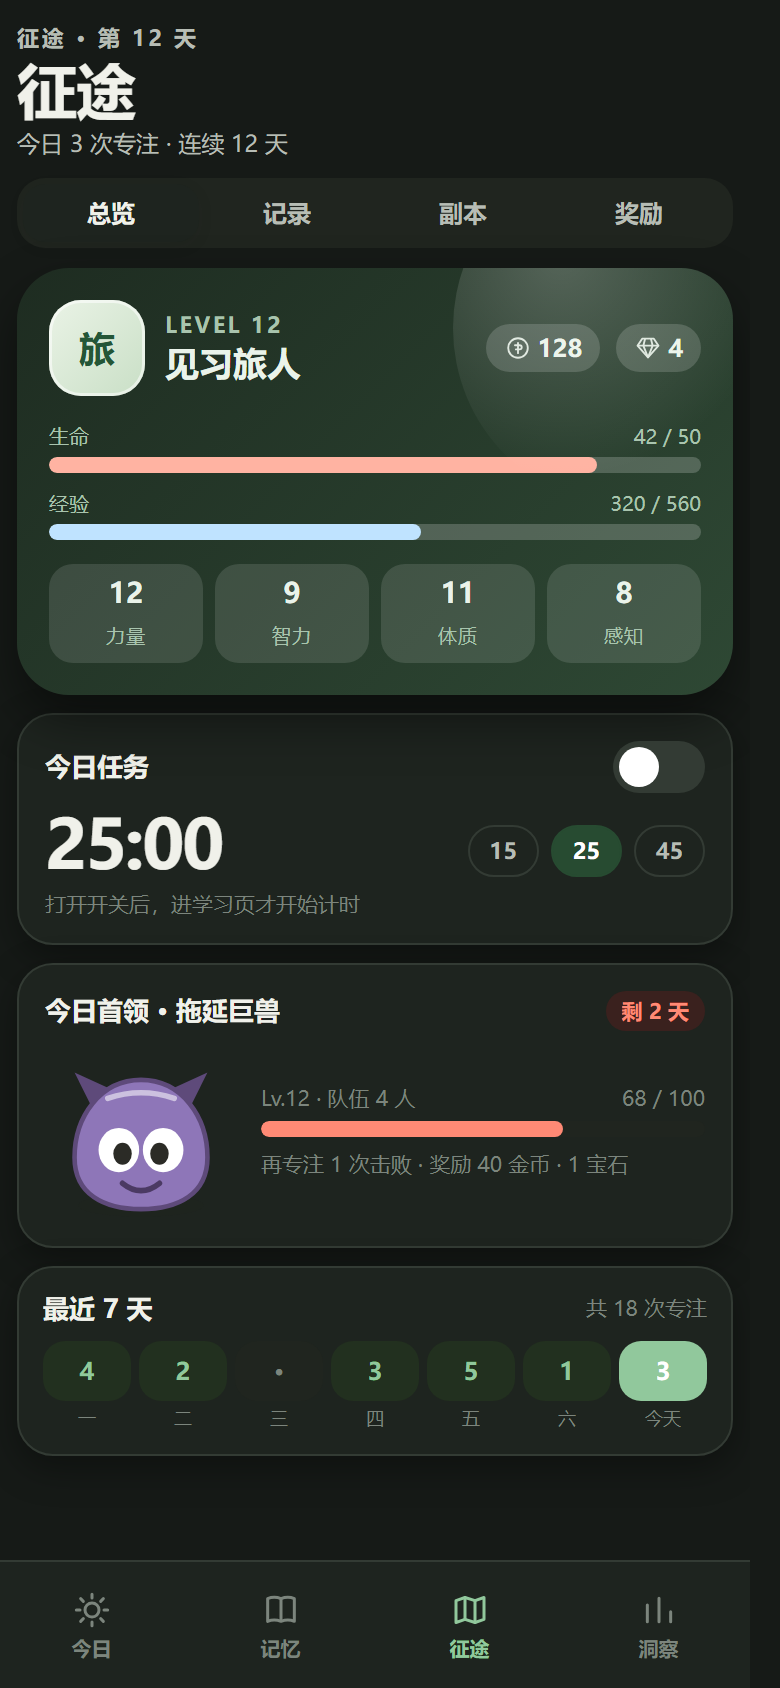 征途 · 第 12 天
征途
今日 3 次专注 · 连续 12 天
总览 记录 副本 奖励
旅
LEVEL 12
见习旅人
128 4
生命 42 / 50
经验 320 / 560
12 9 11 8
力量 智力 体质 感知
今日任务
25:00
15 25 45
打开开关后，进学习页才开始计时
今日首领 · 拖延巨兽
剩 2 天
Lv.12 · 队伍 4 人 68 / 100
再专注 1 次击败 · 奖励 40 金币 · 1 宝石
最近 7 天 共 18 次专注
4 2 · 3 5 1 3
一 二 三 四 五 六 今天
今日 记忆 征途 洞察